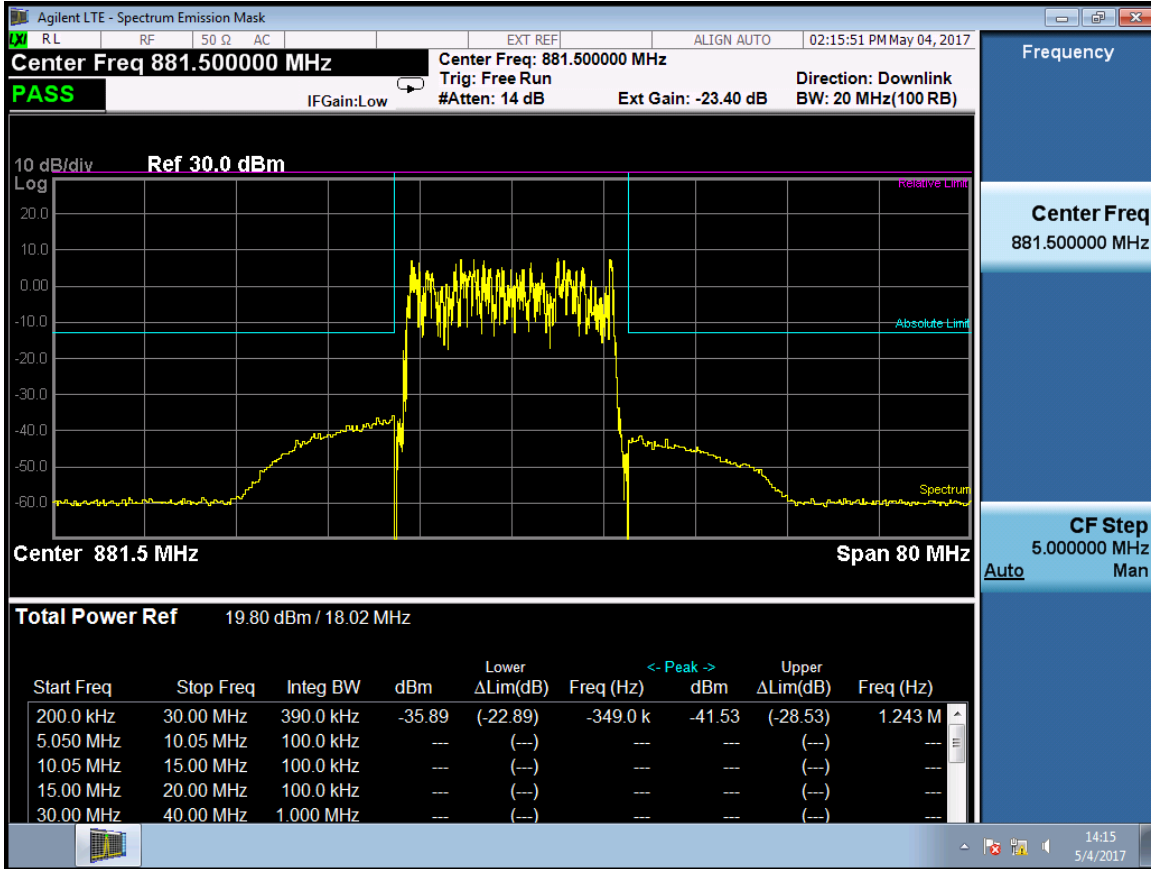 Agilent LTE - Spectrum Emission Mask
LXI RL RF 50 Ω AC EXT REF ALIGN AUTO 02:15:51 PM May 04, 2017
Center Freq 881.500000 MHz
Center Freq: 881.500000 MHz
Trig: Free Run
Direction: Downlink
PASS
IFGain:Low
#Atten: 14 dB
Ext Gain: -23.40 dB
BW: 20 MHz(100 RB)
10 dB/div Ref 30.0 dBm
Log
Relative Limit
20.0
10.0
0.00
-10.0
Absolute Limit
-20.0
-30.0
-40.0
-50.0
Spectrum
-60.0
Center 881.5 MHz Span 80 MHz
Total Power Ref 19.80 dBm / 18.02 MHz
Lower <- Peak -> Upper
Start Freq Stop Freq Integ BW dBm ΔLim(dB) Freq (Hz) dBm ΔLim(dB) Freq (Hz)
200.0 kHz 30.00 MHz 390.0 kHz -35.89 (-22.89) -349.0 k -41.53 (-28.53) 1.243 M
5.050 MHz 10.05 MHz 100.0 kHz --- (---) --- --- (---) ---
10.05 MHz 15.00 MHz 100.0 kHz --- (---) --- --- (---) ---
15.00 MHz 20.00 MHz 100.0 kHz --- (---) --- --- (---) ---
30.00 MHz 40.00 MHz 1.000 MHz --- (---) --- --- (---) ---
Frequency
Center Freq
881.500000 MHz
CF Step
5.000000 MHz
Auto Man
14:15
5/4/2017